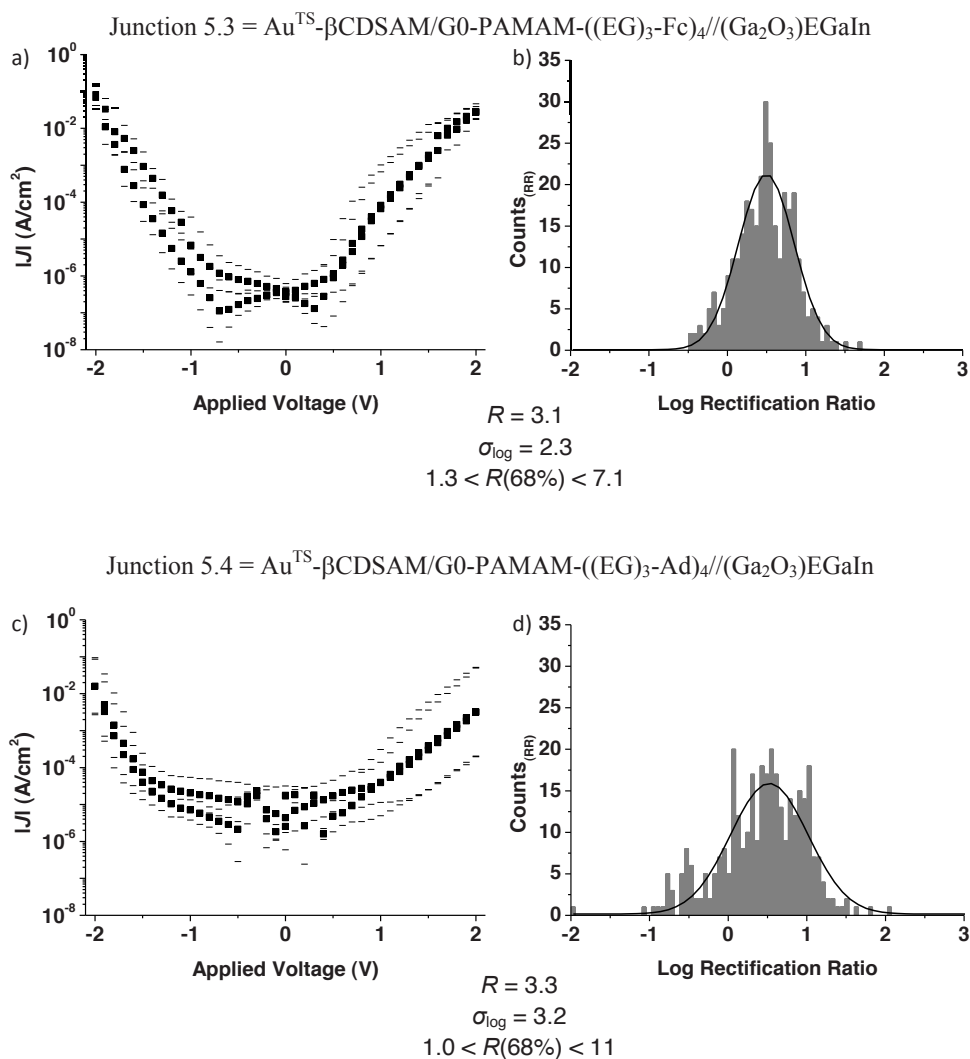 Junction 5.3 = Au^TS-βCDSAM/G0-PAMAM-((EG)₃-Fc)₄//(Ga₂O₃)EGaIn
a)
10⁰
10⁻²
10⁻⁴
10⁻⁶
10⁻⁸
|J| (A/cm²)
-2 -1 0 1 2
Applied Voltage (V)
b)
35
30
25
20
15
10
5
0
Counts(RR)
-2 -1 0 1 2 3
Log Rectification Ratio
R = 3.1
σlog = 2.3
1.3 < R(68%) < 7.1
Junction 5.4 = Au^TS-βCDSAM/G0-PAMAM-((EG)₃-Ad)₄//(Ga₂O₃)EGaIn
c)
10⁰
10⁻²
10⁻⁴
10⁻⁶
10⁻⁸
|J| (A/cm²)
-2 -1 0 1 2
Applied Voltage (V)
d)
35
30
25
20
15
10
5
0
Counts(RR)
-2 -1 0 1 2 3
Log Rectification Ratio
R = 3.3
σlog = 3.2
1.0 < R(68%) < 11